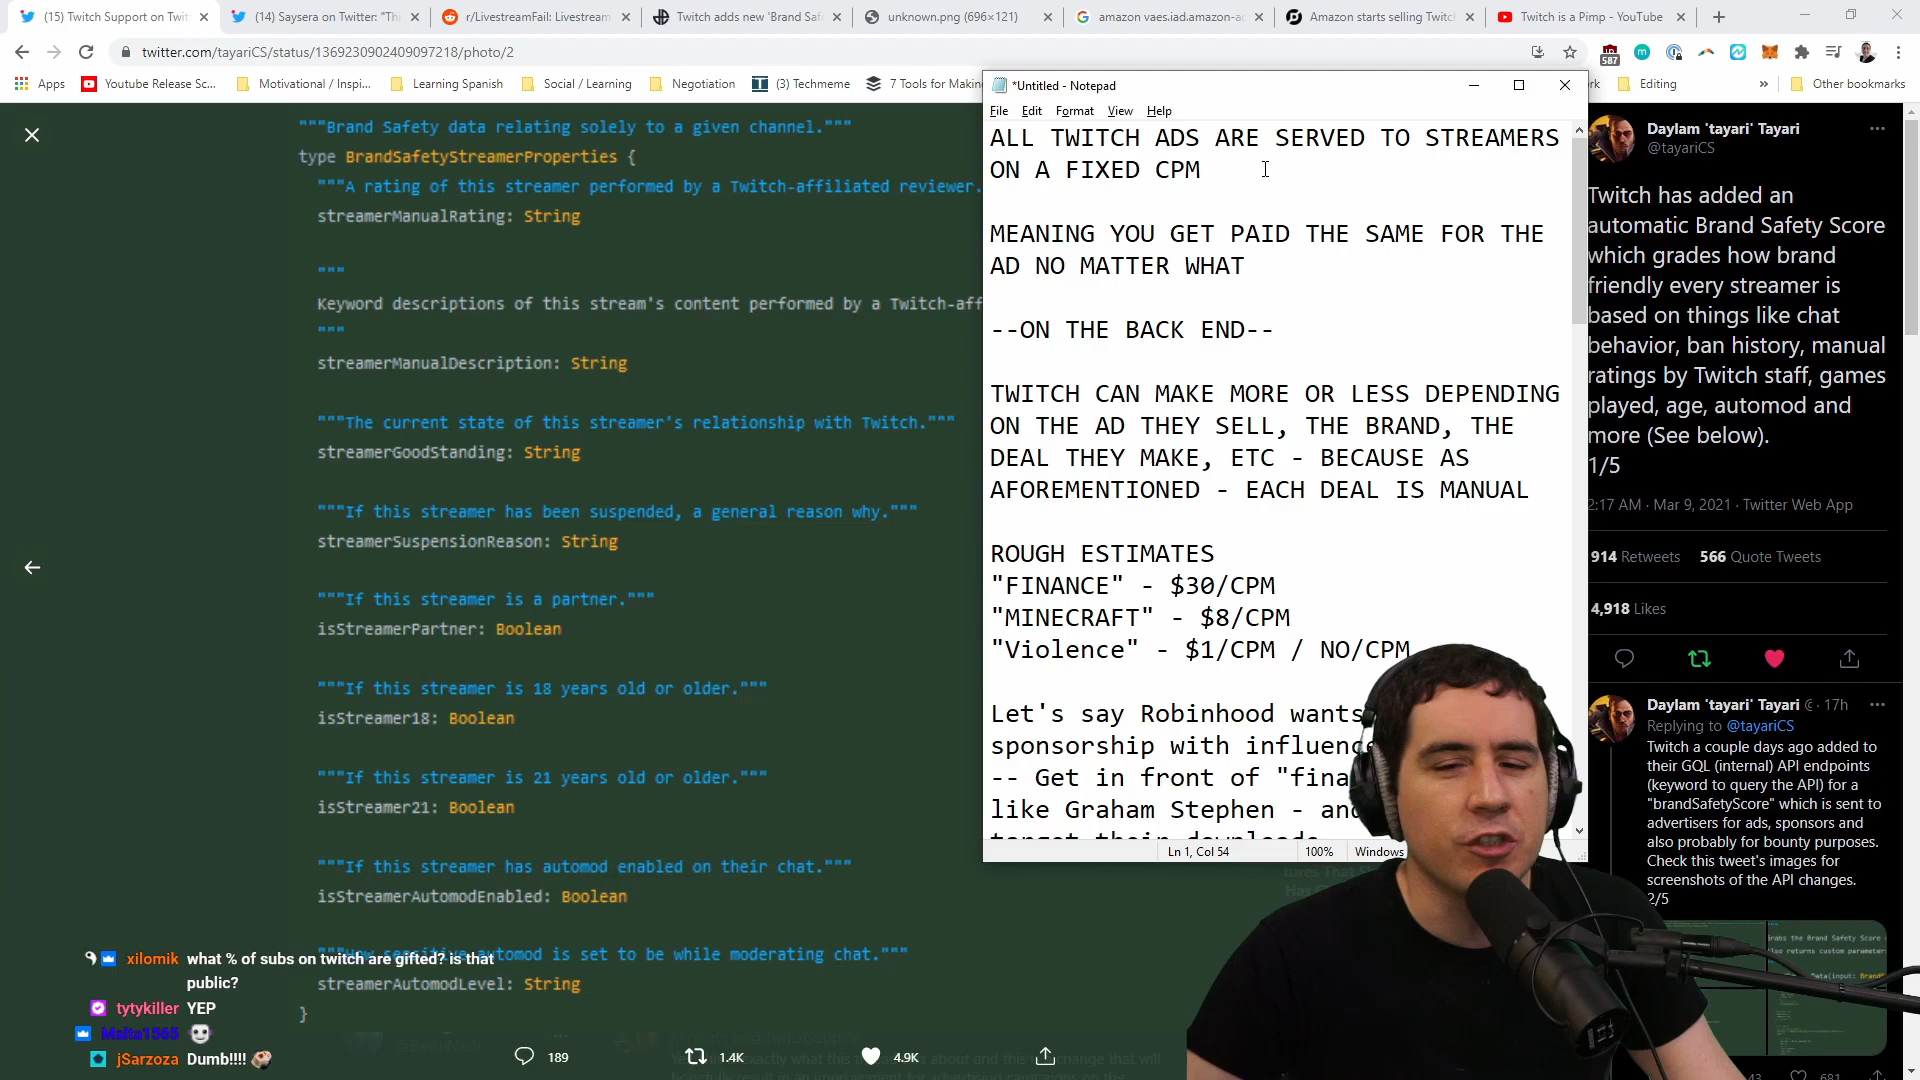 (15) Twitch Support on Twit
(14) Saysera on Twitter: "Thi
r/LivestreamFail: Livestream
Twitch adds new 'Brand Saf
unknown.png (696×121)
amazon vaes.iad.amazon-a
Amazon starts selling Twitc
Twitch is a Pimp - YouTube
twitter.com/tayariCS/status/1369230902409097218/photo/2
587
Apps
Youtube Release Sc...
Motivational / Inspi...
Learning Spanish
Social / Learning
Negotiation
(3) Techmeme
7 Tools for Makin
rk
Editing
Other bookmarks
"""Brand Safety data relating solely to a given channel."""
type BrandSafetyStreamerProperties {
"""A rating of this streamer performed by a Twitch-affiliated reviewer.
streamerManualRating: String
"""
Keyword descriptions of this stream's content performed by a Twitch-aff
"""
streamerManualDescription: String
"""The current state of this streamer's relationship with Twitch."""
streamerGoodStanding: String
"""If this streamer has been suspended, a general reason why."""
streamerSuspensionReason: String
"""If this streamer is a partner."""
isStreamerPartner: Boolean
"""If this streamer is 18 years old or older."""
isStreamer18: Boolean
"""If this streamer is 21 years old or older."""
isStreamer21: Boolean
"""If this streamer has automod enabled on their chat."""
isStreamerAutomodEnabled: Boolean
automod is set to be while moderating chat."""
streamerAutomodLevel: String
}
xilomik what % of subs on twitch are gifted? is that
public?
tytykiller YEP
Malta1565
jSarzoza Dumb!!!!
189
1.4K
4.9K
*Untitled - Notepad
File Edit Format View Help
ALL TWITCH ADS ARE SERVED TO STREAMERS
ON A FIXED CPM
MEANING YOU GET PAID THE SAME FOR THE
AD NO MATTER WHAT
--ON THE BACK END--
TWITCH CAN MAKE MORE OR LESS DEPENDING
ON THE AD THEY SELL, THE BRAND, THE
DEAL THEY MAKE, ETC - BECAUSE AS
AFOREMENTIONED - EACH DEAL IS MANUAL
ROUGH ESTIMATES
"FINANCE" - $30/CPM
"MINECRAFT" - $8/CPM
"Violence" - $1/CPM / NO/CPM
Let's say Robinhood wants
sponsorship with influenc
-- Get in front of "fina
like Graham Stephen - and
target their downloads
Ln 1, Col 54
100%
Windows
Daylam 'tayari' Tayari
@tayariCS
Twitch has added an
automatic Brand Safety Score
which grades how brand
friendly every streamer is
based on things like chat
behavior, ban history, manual
ratings by Twitch staff, games
played, age, automod and
more (See below).
1/5
2:17 AM · Mar 9, 2021 · Twitter Web App
914 Retweets 566 Quote Tweets
4,918 Likes
Daylam 'tayari' Tayari @ · 17h
Replying to @tayariCS
Twitch a couple days ago added to
their GQL (internal) API endpoints
(keyword to query the API) for a
"brandSafetyScore" which is sent to
advertisers for ads, sponsors and
also probably for bounty purposes.
Check this tweet's images for
screenshots of the API changes.
2/5
43
681